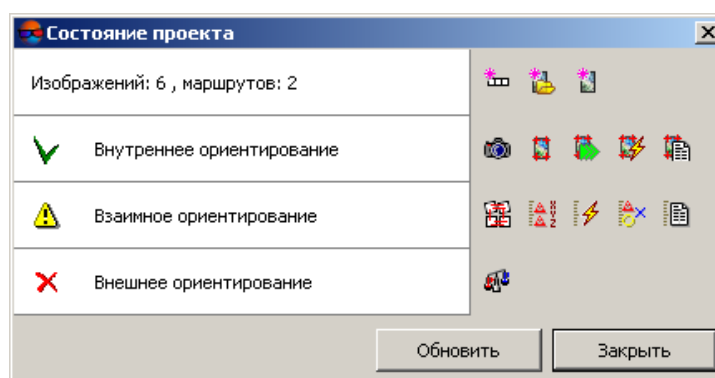 Состояние проекта
Изображений: 6 , маршрутов: 2
Внутреннее ориентирование
Взаимное ориентирование
Внешнее ориентирование
Обновить Закрыть